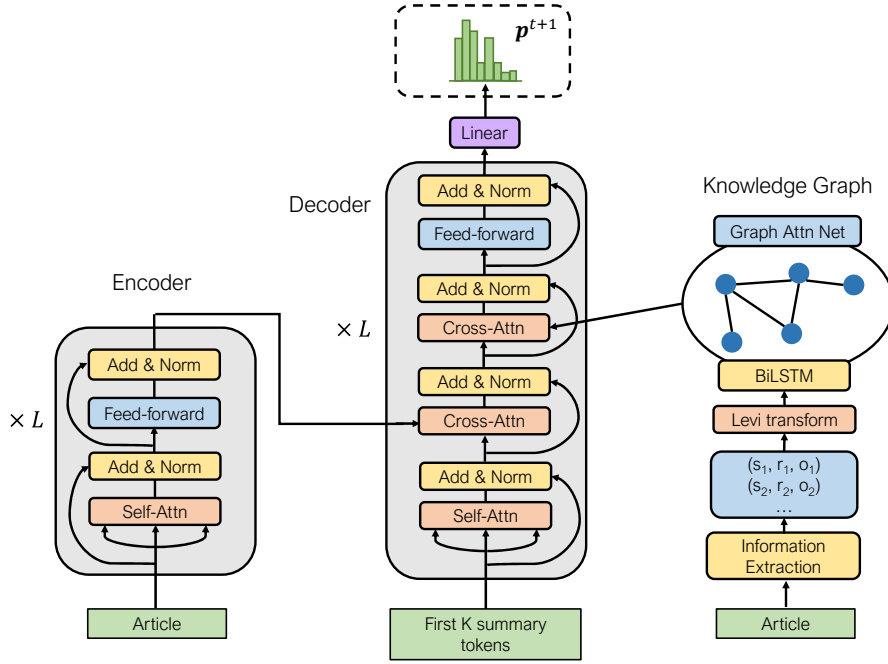 p^{t+1}
Linear
Decoder
Add & Norm
Feed-forward
Add & Norm
× L
Cross-Attn
Add & Norm
Cross-Attn
Add & Norm
Self-Attn
First K summary
tokens
Encoder
Add & Norm
× L
Feed-forward
Add & Norm
Self-Attn
Article
Knowledge Graph
Graph Attn Net
BiLSTM
Levi transform
(s₁, r₁, o₁)
(s₂, r₂, o₂)
...
Information
Extraction
Article